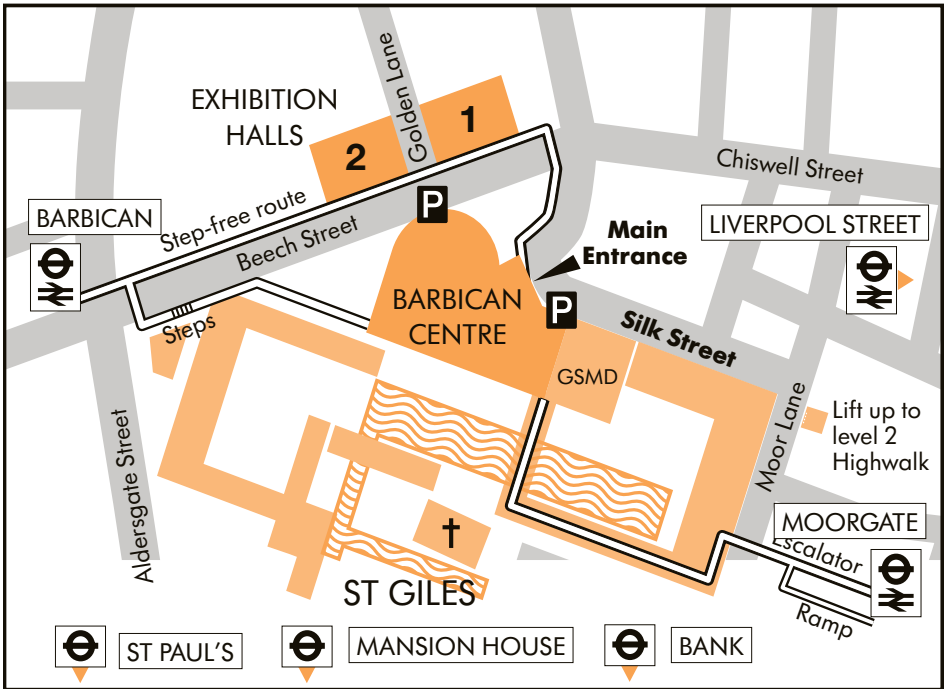 EXHIBITION
HALLS
Golden Lane
1
2
Chiswell Street
BARBICAN
Step-free route
Beech Street
P
Main
Entrance
LIVERPOOL STREET
BARBICAN
CENTRE
P
Silk Street
Steps
GSMD
Aldersgate Street
Moor Lane
Lift up to
level 2
Highwalk
MOORGATE
Escalator
Ramp
ST GILES
ST PAUL'S
MANSION HOUSE
BANK